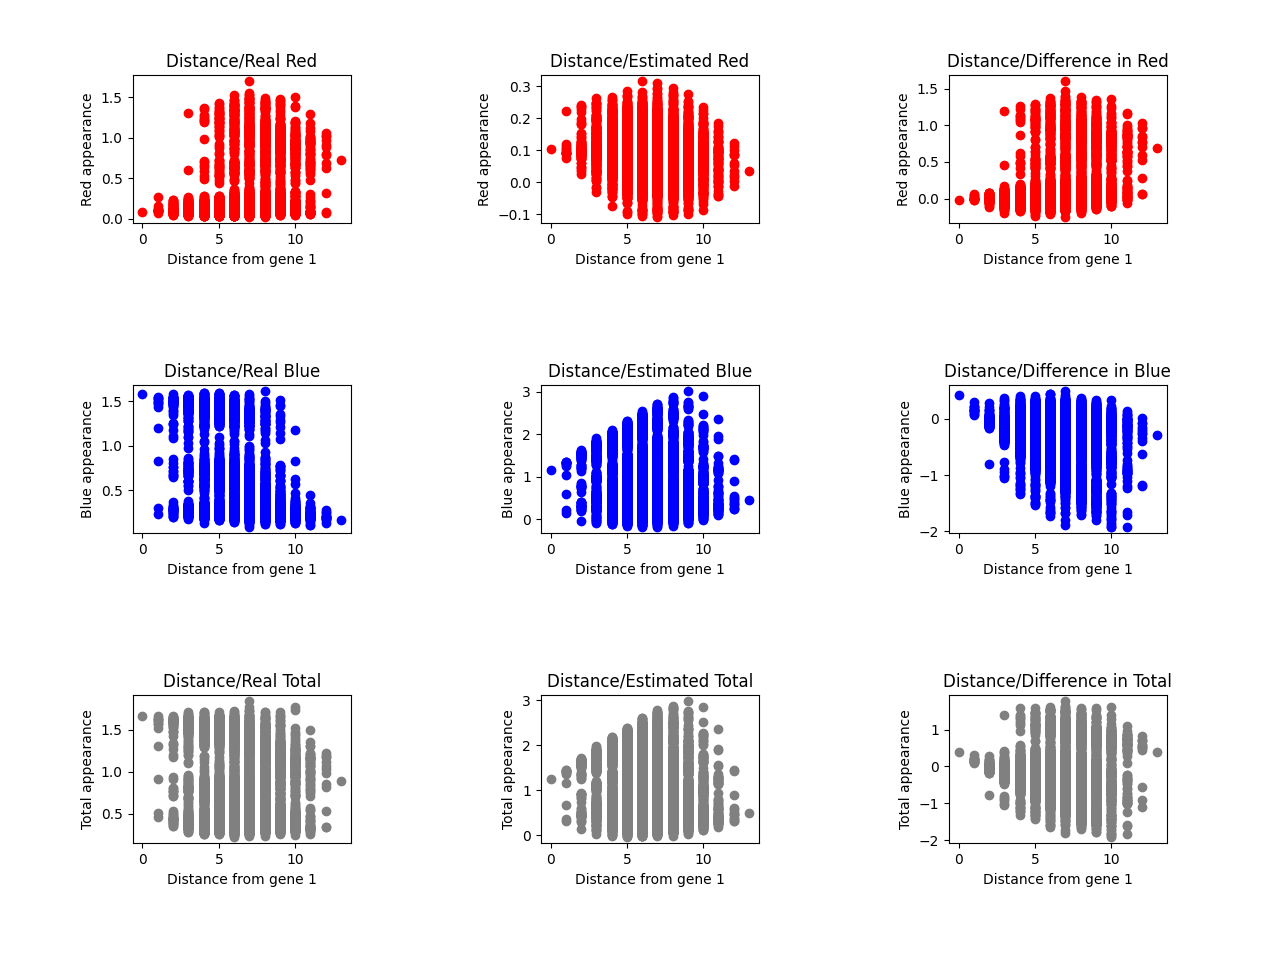 Distance/Real Red
Red appearance
1.5
1.0
0.5
0.0
0 5 10
Distance from gene 1
Distance/Estimated Red
Red appearance
0.3
0.2
0.1
0.0
−0.1
0 5 10
Distance from gene 1
Distance/Difference in Red
Red appearance
1.5
1.0
0.5
0.0
0 5 10
Distance from gene 1
Distance/Real Blue
Blue appearance
1.5
1.0
0.5
0 5 10
Distance from gene 1
Distance/Estimated Blue
Blue appearance
3
2
1
0
0 5 10
Distance from gene 1
Distance/Difference in Blue
Blue appearance
0
−1
−2
0 5 10
Distance from gene 1
Distance/Real Total
Total appearance
1.5
1.0
0.5
0 5 10
Distance from gene 1
Distance/Estimated Total
Total appearance
3
2
1
0
0 5 10
Distance from gene 1
Distance/Difference in Total
Total appearance
1
0
−1
−2
0 5 10
Distance from gene 1